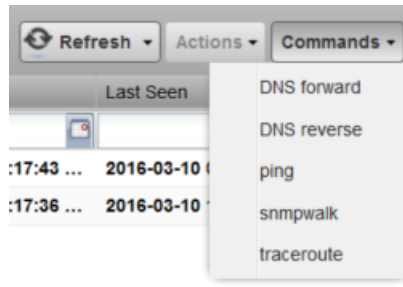 Refresh Actions Commands
Last Seen
DNS forward
DNS reverse
:17:43 ... 2016-03-10
ping
:17:36 ... 2016-03-10
snmpwalk
traceroute